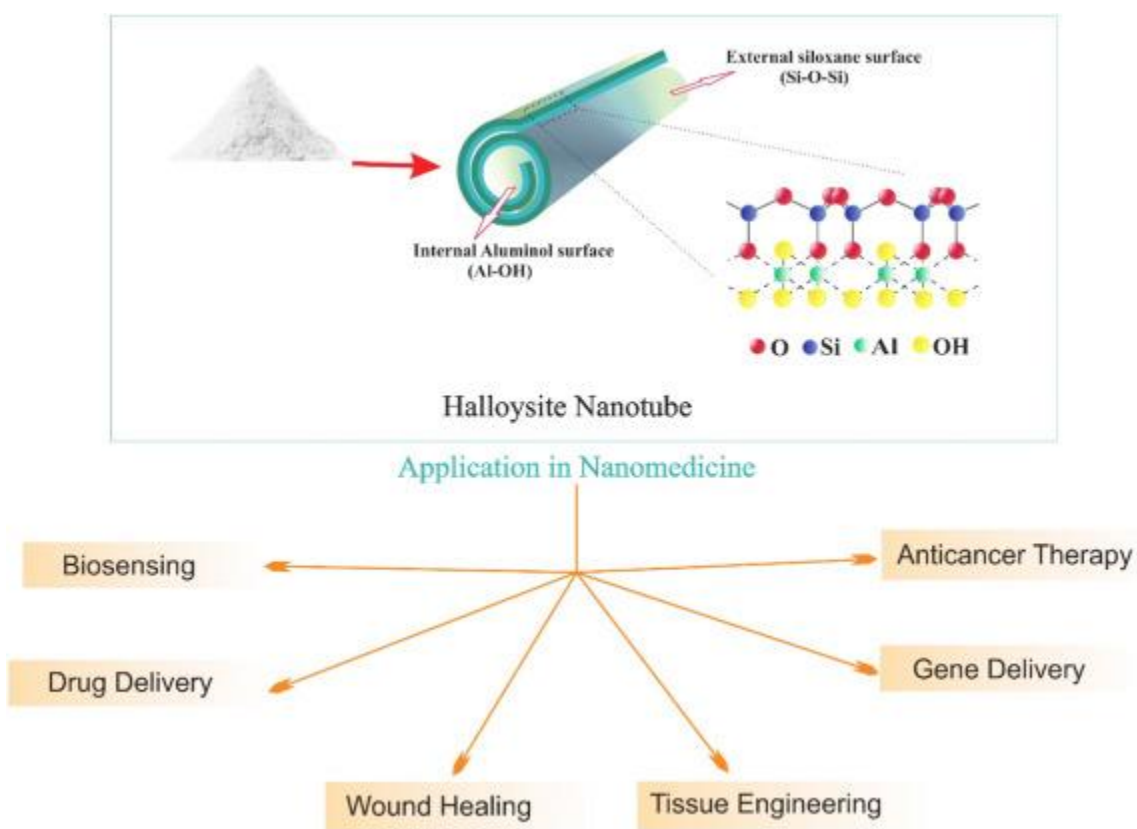 External siloxane surface
(Si-O-Si)
Internal Aluminol surface
(Al-OH)
O Si Al OH
Halloysite Nanotube
Application in Nanomedicine
Biosensing
Anticancer Therapy
Drug Delivery
Gene Delivery
Wound Healing
Tissue Engineering